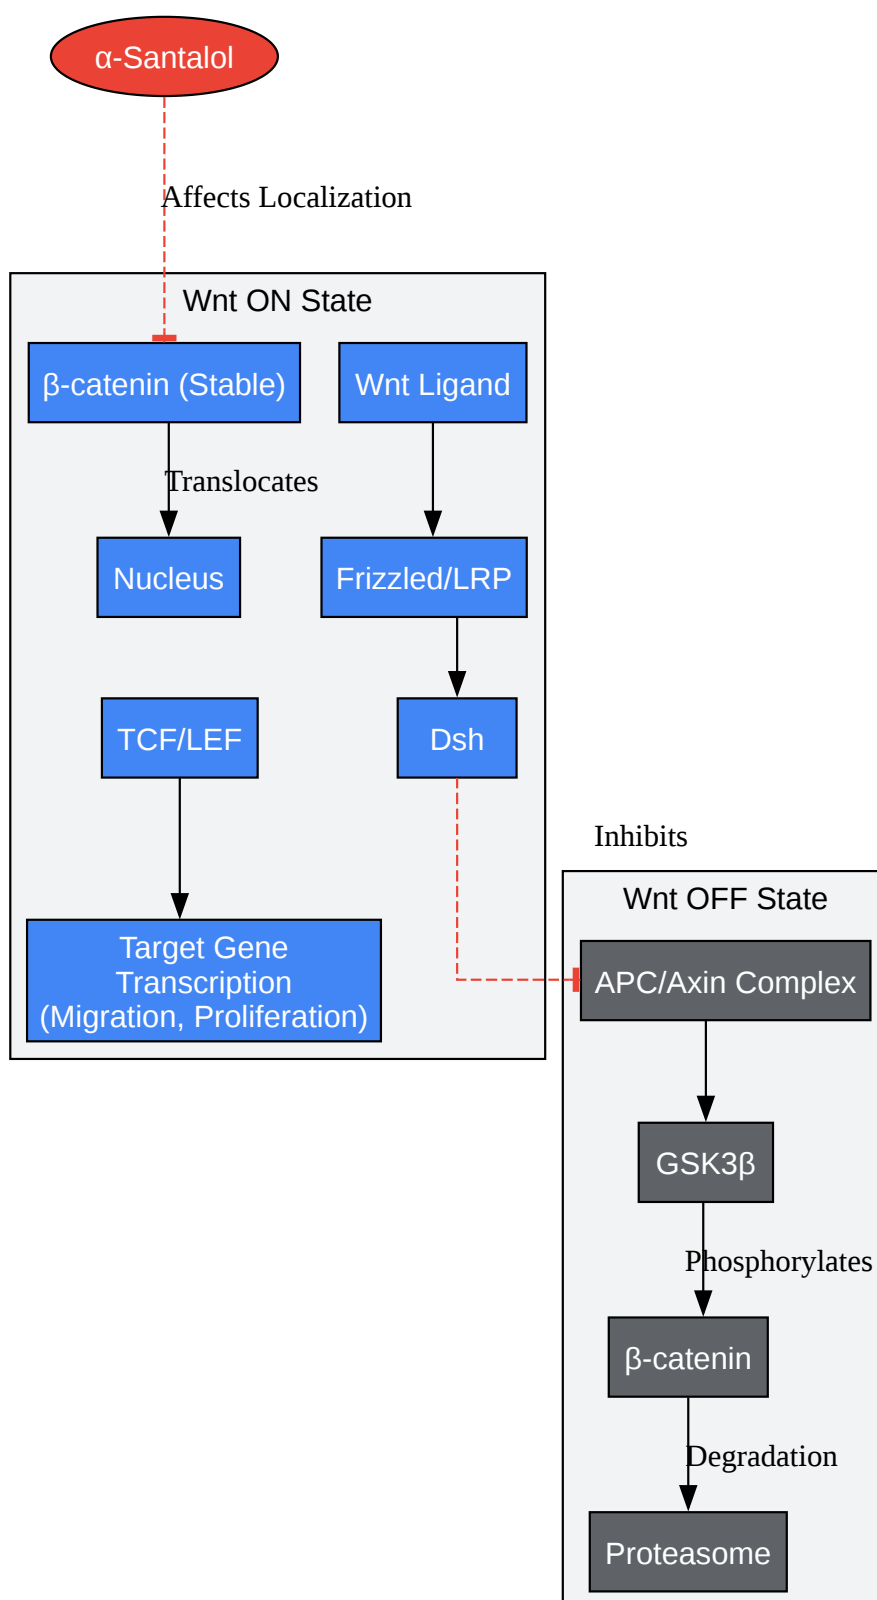 α-Santalol
Affects Localization
Wnt ON State
β-catenin (Stable)
Wnt Ligand
Translocates
Nucleus
Frizzled/LRP
TCF/LEF
Dsh
Inhibits
Wnt OFF State
Target Gene
Transcription
(Migration, Proliferation)
APC/Axin Complex
GSK3β
Phosphorylates
β-catenin
Degradation
Proteasome